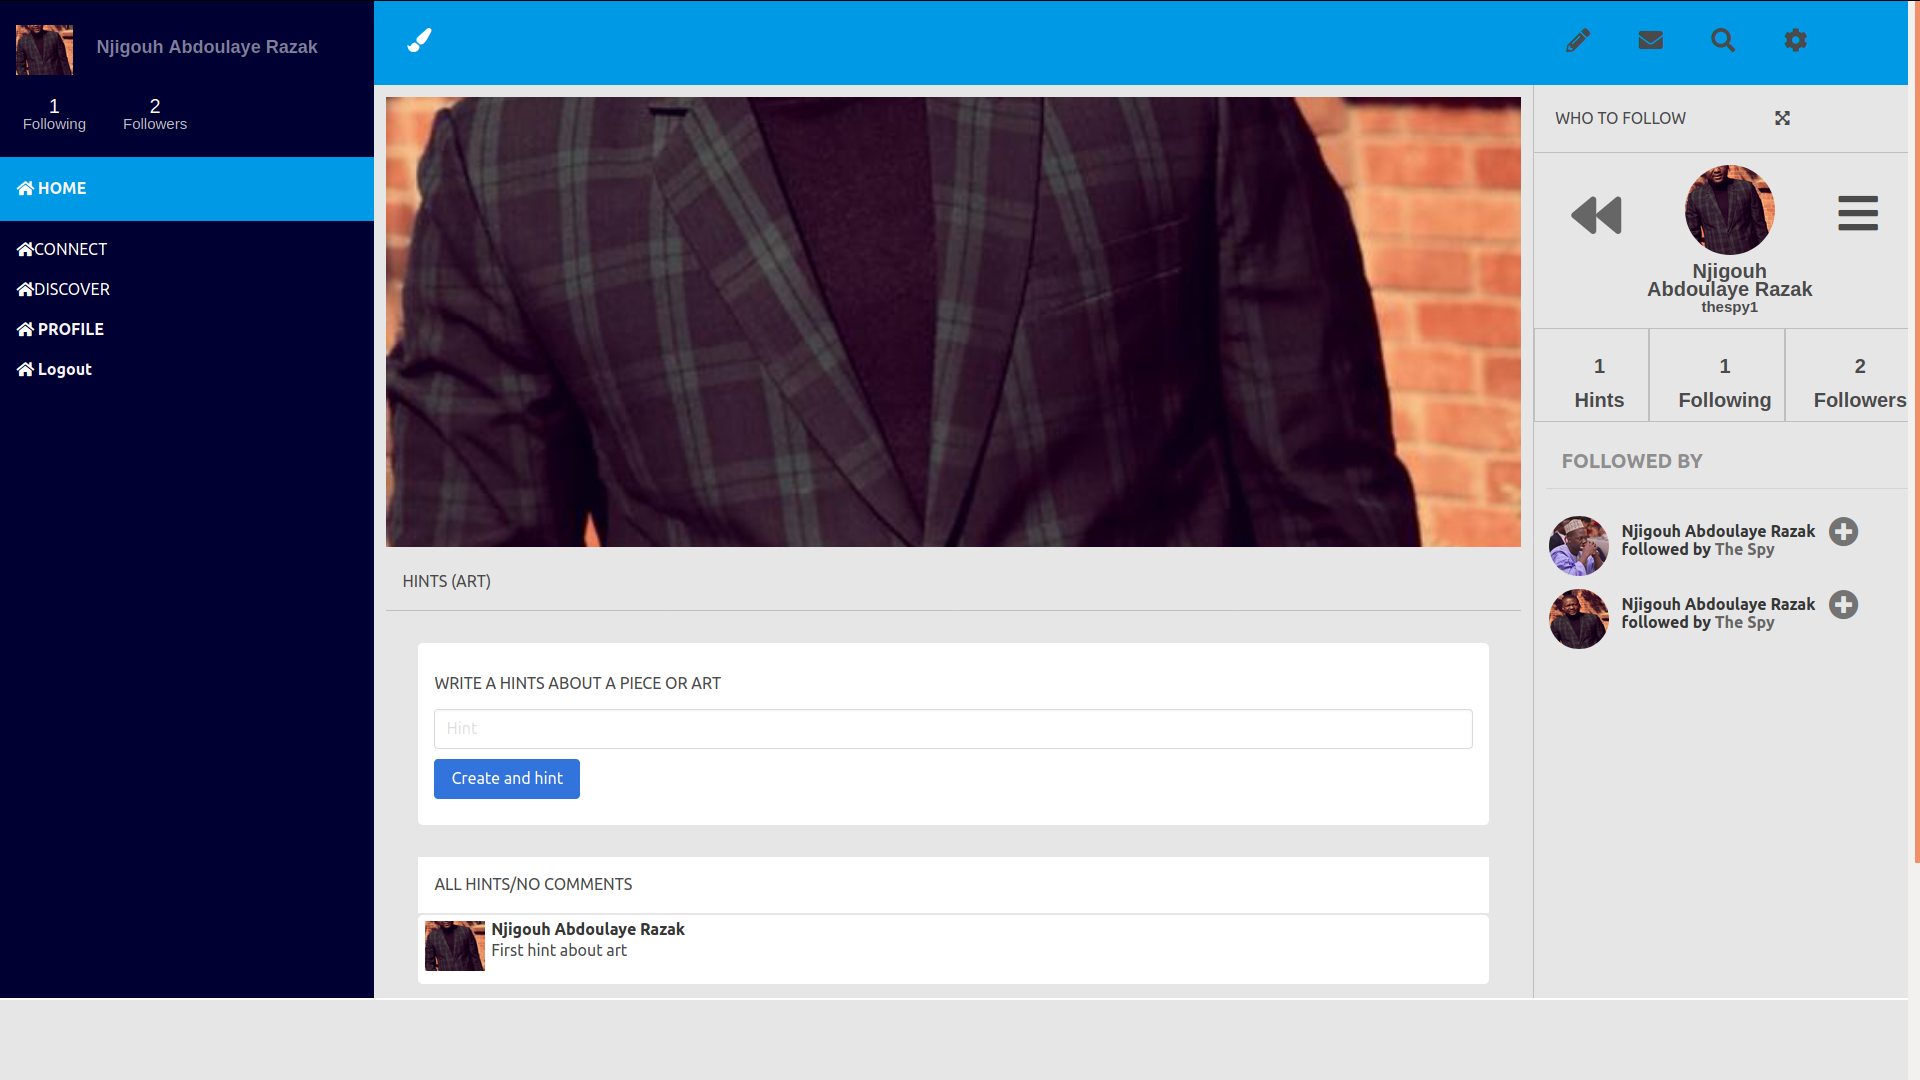 Njigouh Abdoulaye Razak
1
Following
2
Followers
HOME
CONNECT
DISCOVER
PROFILE
Logout
HINTS (ART)
WRITE A HINTS ABOUT A PIECE OR ART
Hint
Create and hint
ALL HINTS/NO COMMENTS
Njigouh Abdoulaye Razak
First hint about art
WHO TO FOLLOW
Njigouh
Abdoulaye Razak
thespy1
1
Hints
1
Following
2
Followers
FOLLOWED BY
Njigouh Abdoulaye Razak
followed by The Spy
Njigouh Abdoulaye Razak
followed by The Spy